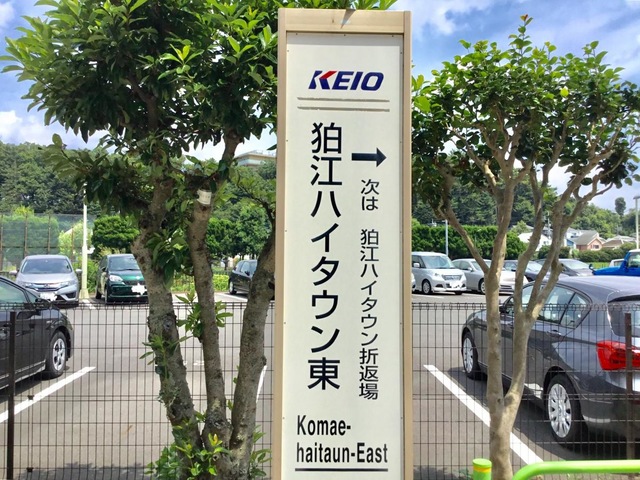 KEIO
狛江ハイタウン東
→ 次は 狛江ハイタウン折返場
Komae-
haitaun-East